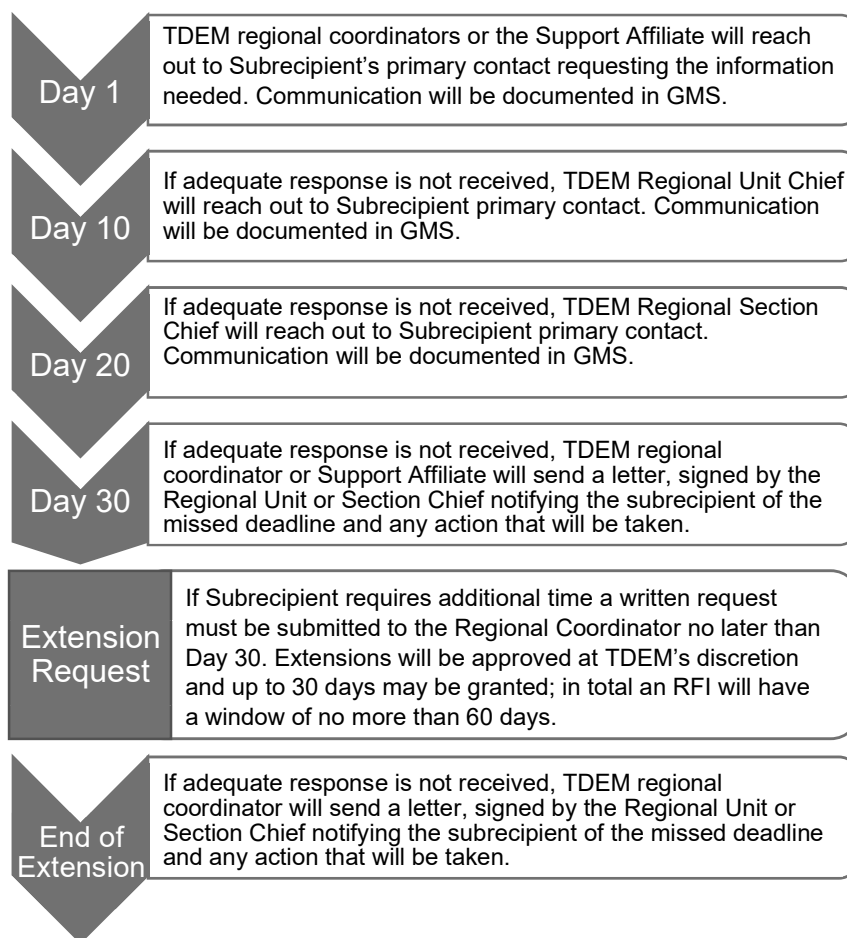 Day 1
TDEM regional coordinators or the Support Affiliate will reach
out to Subrecipient's primary contact requesting the information
needed. Communication will be documented in GMS.
Day 10
If adequate response is not received, TDEM Regional Unit Chief
will reach out to Subrecipient primary contact. Communication
will be documented in GMS.
Day 20
If adequate response is not received, TDEM Regional Section
Chief will reach out to Subrecipient primary contact.
Communication will be documented in GMS.
Day 30
If adequate response is not received, TDEM regional
coordinator or Support Affiliate will send a letter, signed by the
Regional Unit or Section Chief notifying the subrecipient of the
missed deadline and any action that will be taken.
Extension
Request
If Subrecipient requires additional time a written request
must be submitted to the Regional Coordinator no later than
Day 30. Extensions will be approved at TDEM's discretion
and up to 30 days may be granted; in total an RFI will have
a window of no more than 60 days.
End of
Extension
If adequate response is not received, TDEM regional
coordinator will send a letter, signed by the Regional Unit or
Section Chief notifying the subrecipient of the missed deadline
and any action that will be taken.